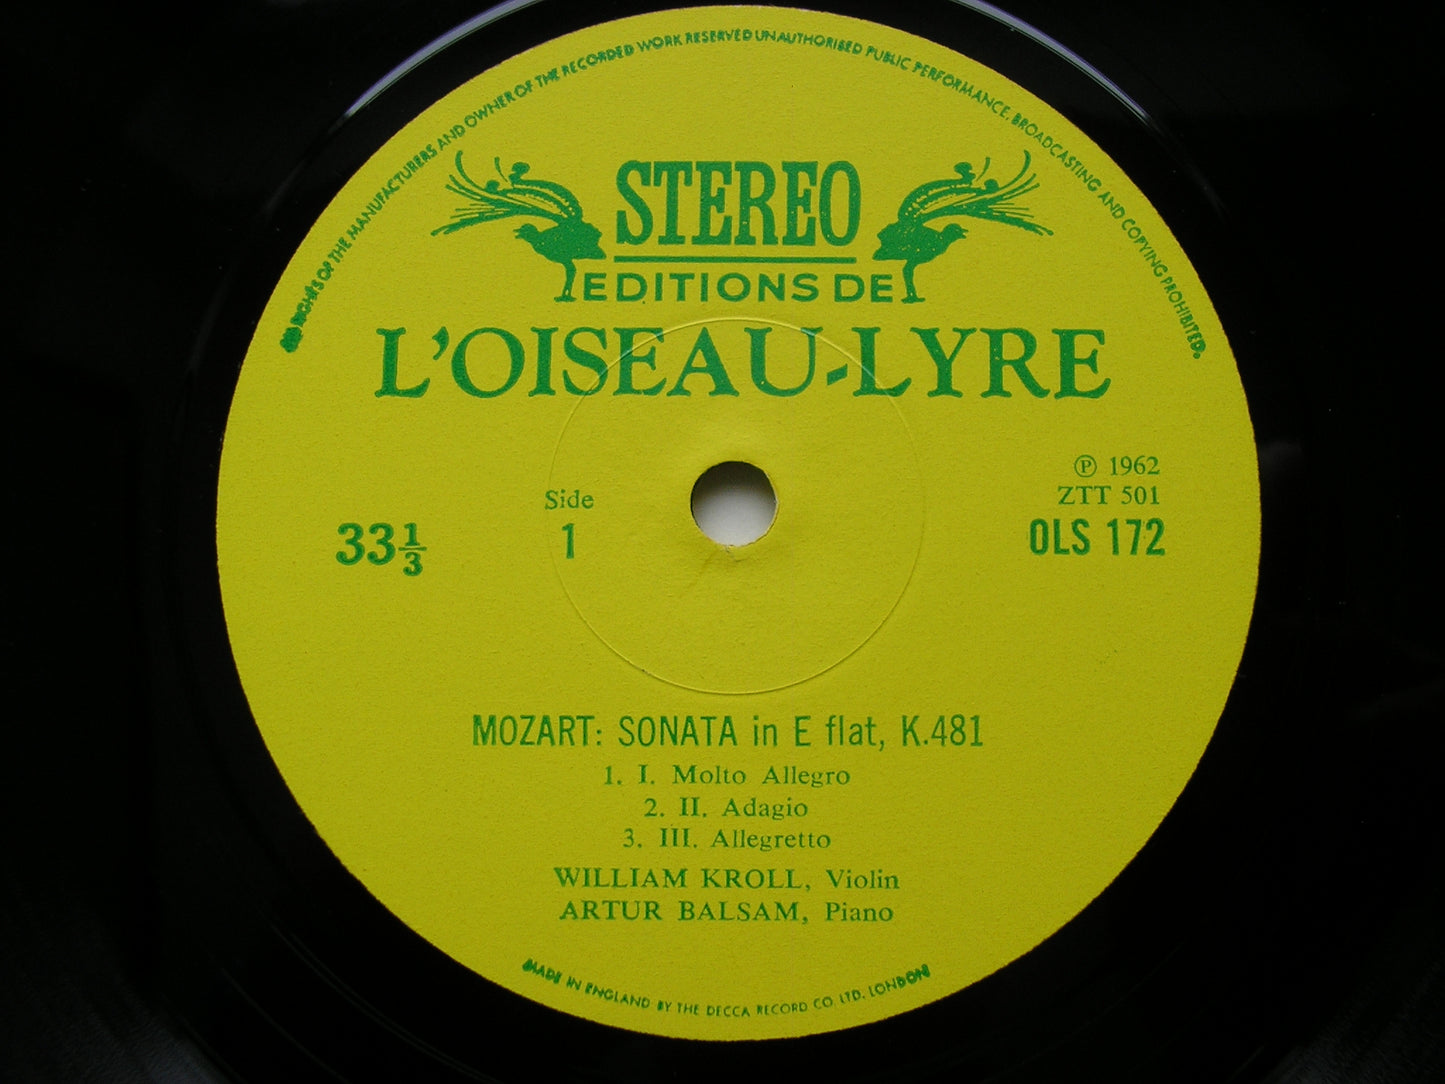 ALL RIGHTS OF THE MANUFACTURERS AND OWNER OF THE RECORDED WORK RESERVED UNAUTHORISED PUBLIC PERFORMANCE, BROADCASTING AND COPYING PROHIBITED.
STEREO
EDITIONS DE
L'OISEAU-LYRE
℗ 1962
ZTT 501
OLS 172
Side
1
33⅓
MOZART: SONATA in E flat, K.481
1. I. Molto Allegro
2. II. Adagio
3. III. Allegretto
WILLIAM KROLL, Violin
ARTUR BALSAM, Piano
MADE IN ENGLAND BY THE DECCA RECORD CO. LTD. LONDON